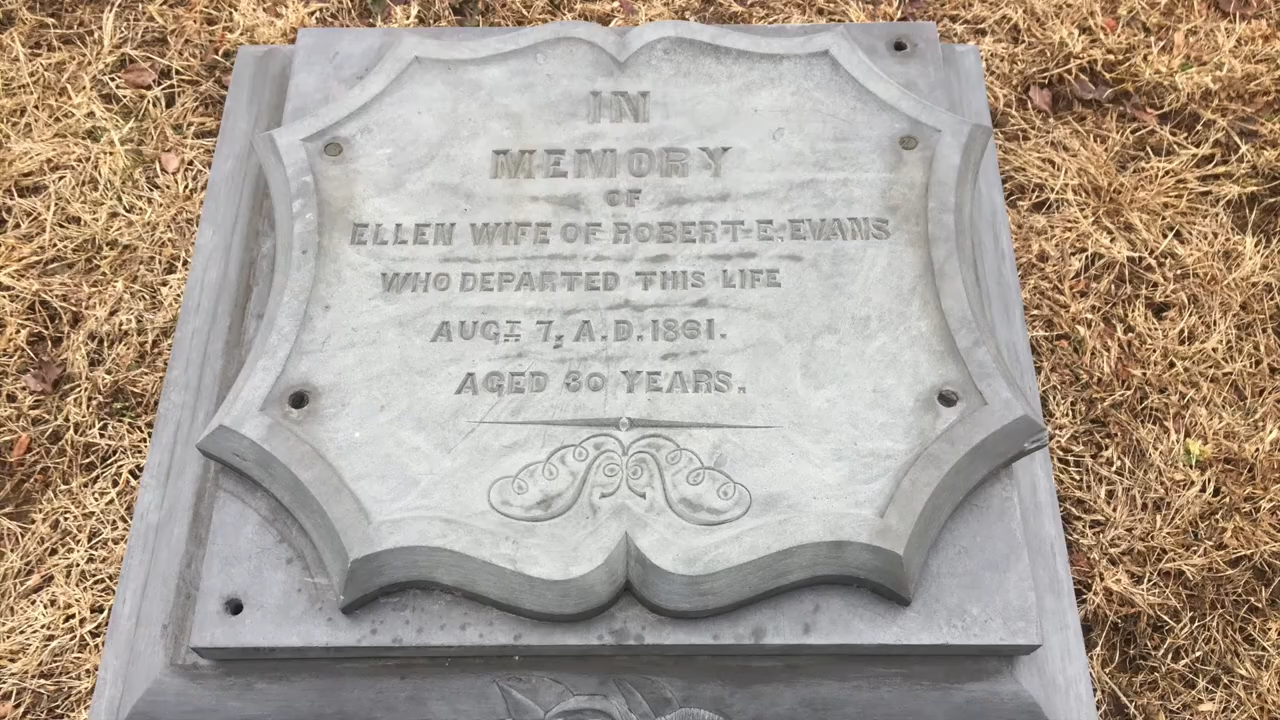 IN
MEMORY
OF
ELLEN WIFE OF ROBERT E. EVANS
WHO DEPARTED THIS LIFE
AUGT 7, A.D. 1861.
AGED 30 YEARS.